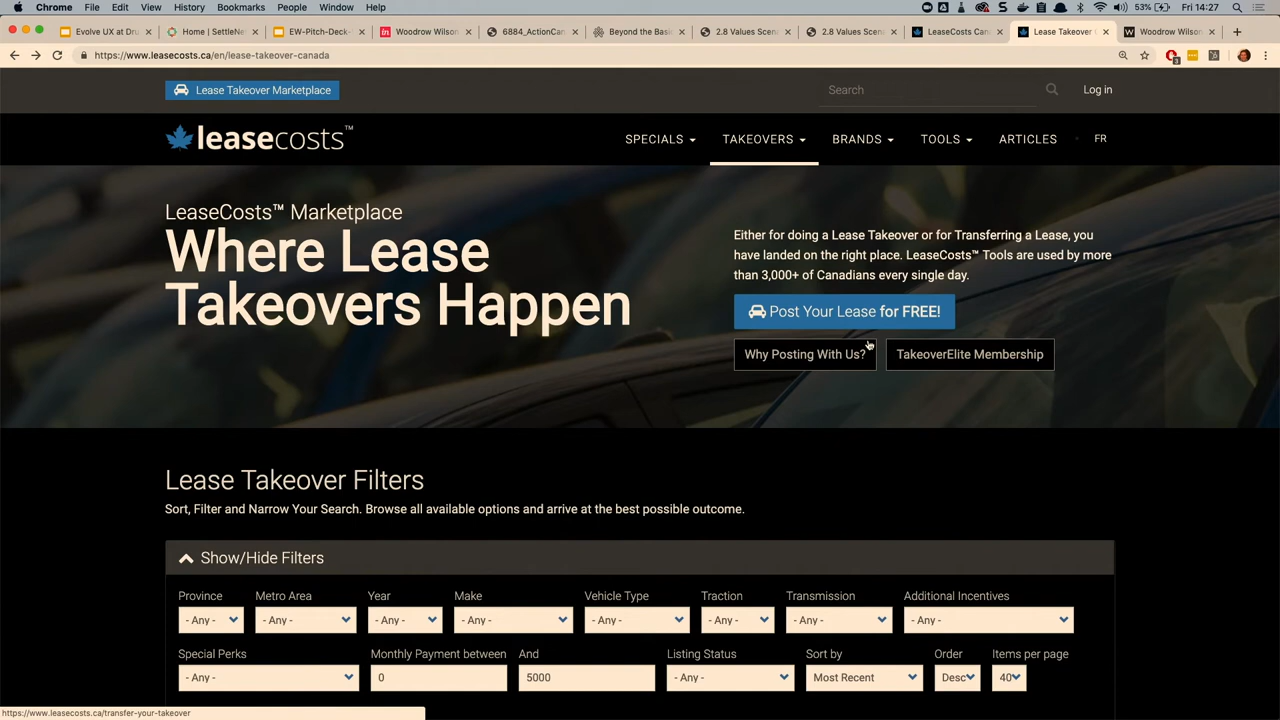 Chrome File Edit View History Bookmarks People Window Help 53% Fri 14:27
Evolve UX at Dru Home | SettleNe EW-Pitch-Deck- Woodrow Wilson 6884_ActionCan Beyond the Basi 2.8 Values Scen 2.8 Values Scen LeaseCosts Can Lease Takeover Woodrow Wilson
https://www.leasecosts.ca/en/lease-takeover-canada
Lease Takeover Marketplace Search Log in
leasecosts™ SPECIALS TAKEOVERS BRANDS TOOLS ARTICLES FR
LeaseCosts™ Marketplace
Where Lease
Takeovers Happen
Either for doing a Lease Takeover or for Transferring a Lease, you
have landed on the right place. LeaseCosts™ Tools are used by more
than 3,000+ of Canadians every single day.
Post Your Lease for FREE!
Why Posting With Us? TakeoverElite Membership
Lease Takeover Filters
Sort, Filter and Narrow Your Search. Browse all available options and arrive at the best possible outcome.
Show/Hide Filters
Province Metro Area Year Make Vehicle Type Traction Transmission Additional Incentives
- Any - - Any - - Any - - Any - - Any - - Any - - Any - - Any -
Special Perks Monthly Payment between And Listing Status Sort by Order Items per page
- Any - 0 5000 - Any - Most Recent Desc 40
https://www.leasecosts.ca/transfer-your-takeover